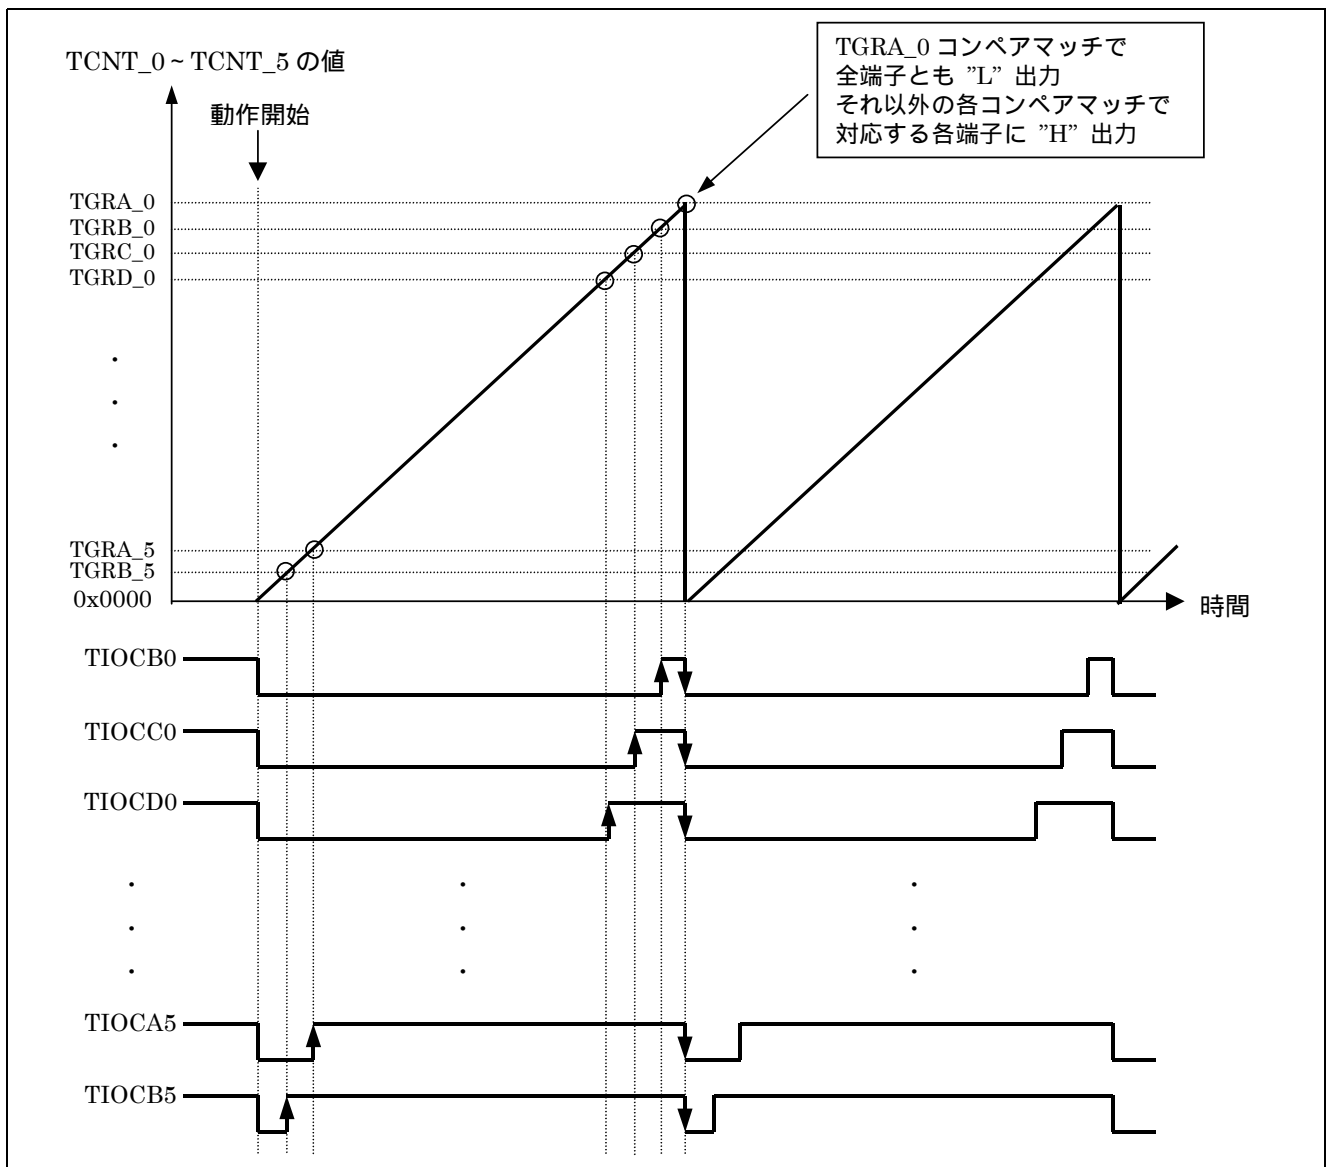 TCNT_0 ~ TCNT_5 の値
動作開始
TGRA_0 コンペアマッチで
全端子とも ”L” 出力
それ以外の各コンペアマッチで
対応する各端子に ”H” 出力
TGRA_0
TGRB_0
TGRC_0
TGRD_0
TGRA_5
TGRB_5
0x0000
時間
TIOCB0
TIOCC0
TIOCD0
TIOCA5
TIOCB5